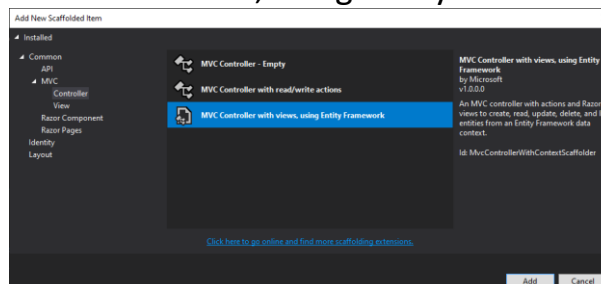 Add New Scaffolded Item
Installed
Common
API
MVC
Controller
View
Razor Component
Razor Pages
Identity
Layout
MVC Controller - Empty
MVC Controller with read/write actions
MVC Controller with views, using Entity Framework
Click here to go online and find more scaffolding extensions.
MVC Controller with views, using Entity
Framework
by Microsoft
v1.0.0.0
An MVC controller with actions and Razor
views to create, read, update, delete, and
entities from an Entity Framework data
context.
Id: MvcControllerWithContextScaffolder
Add
Cancel